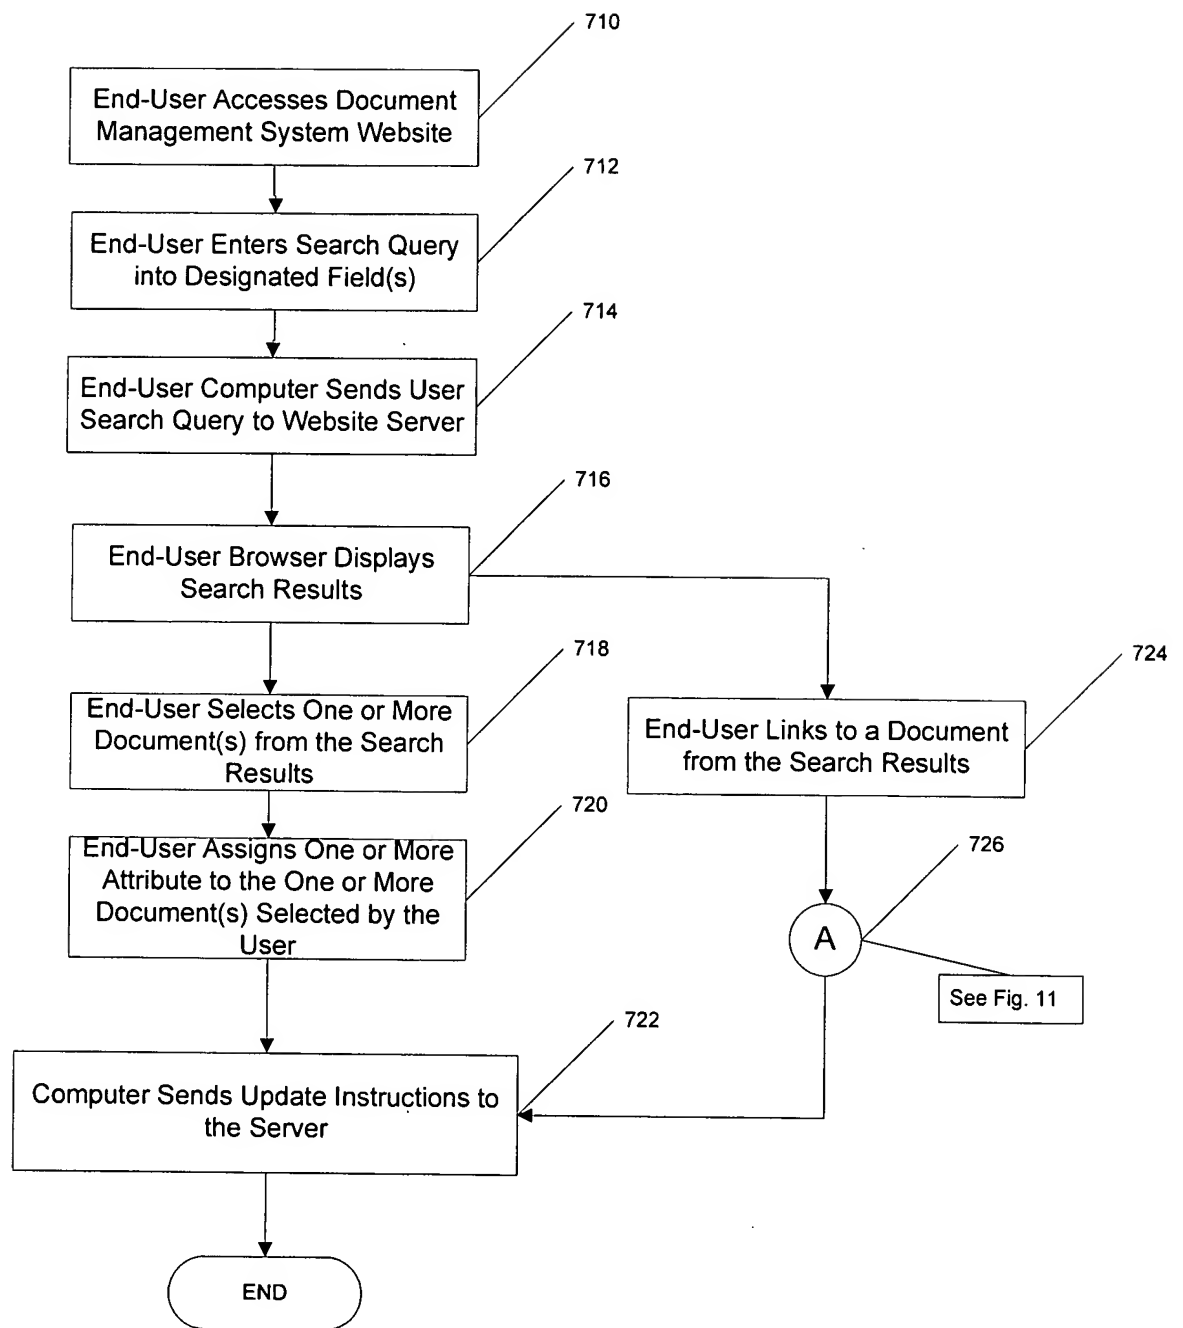 710
End-User Accesses Document
Management System Website
712
End-User Enters Search Query
into Designated Field(s)
714
End-User Computer Sends User
Search Query to Website Server
716
End-User Browser Displays
Search Results
718
End-User Selects One or More
Document(s) from the Search
Results
724
End-User Links to a Document
from the Search Results
720
End-User Assigns One or More
Attribute to the One or More
Document(s) Selected by the
User
726
A
See Fig. 11
722
Computer Sends Update Instructions to
the Server
END